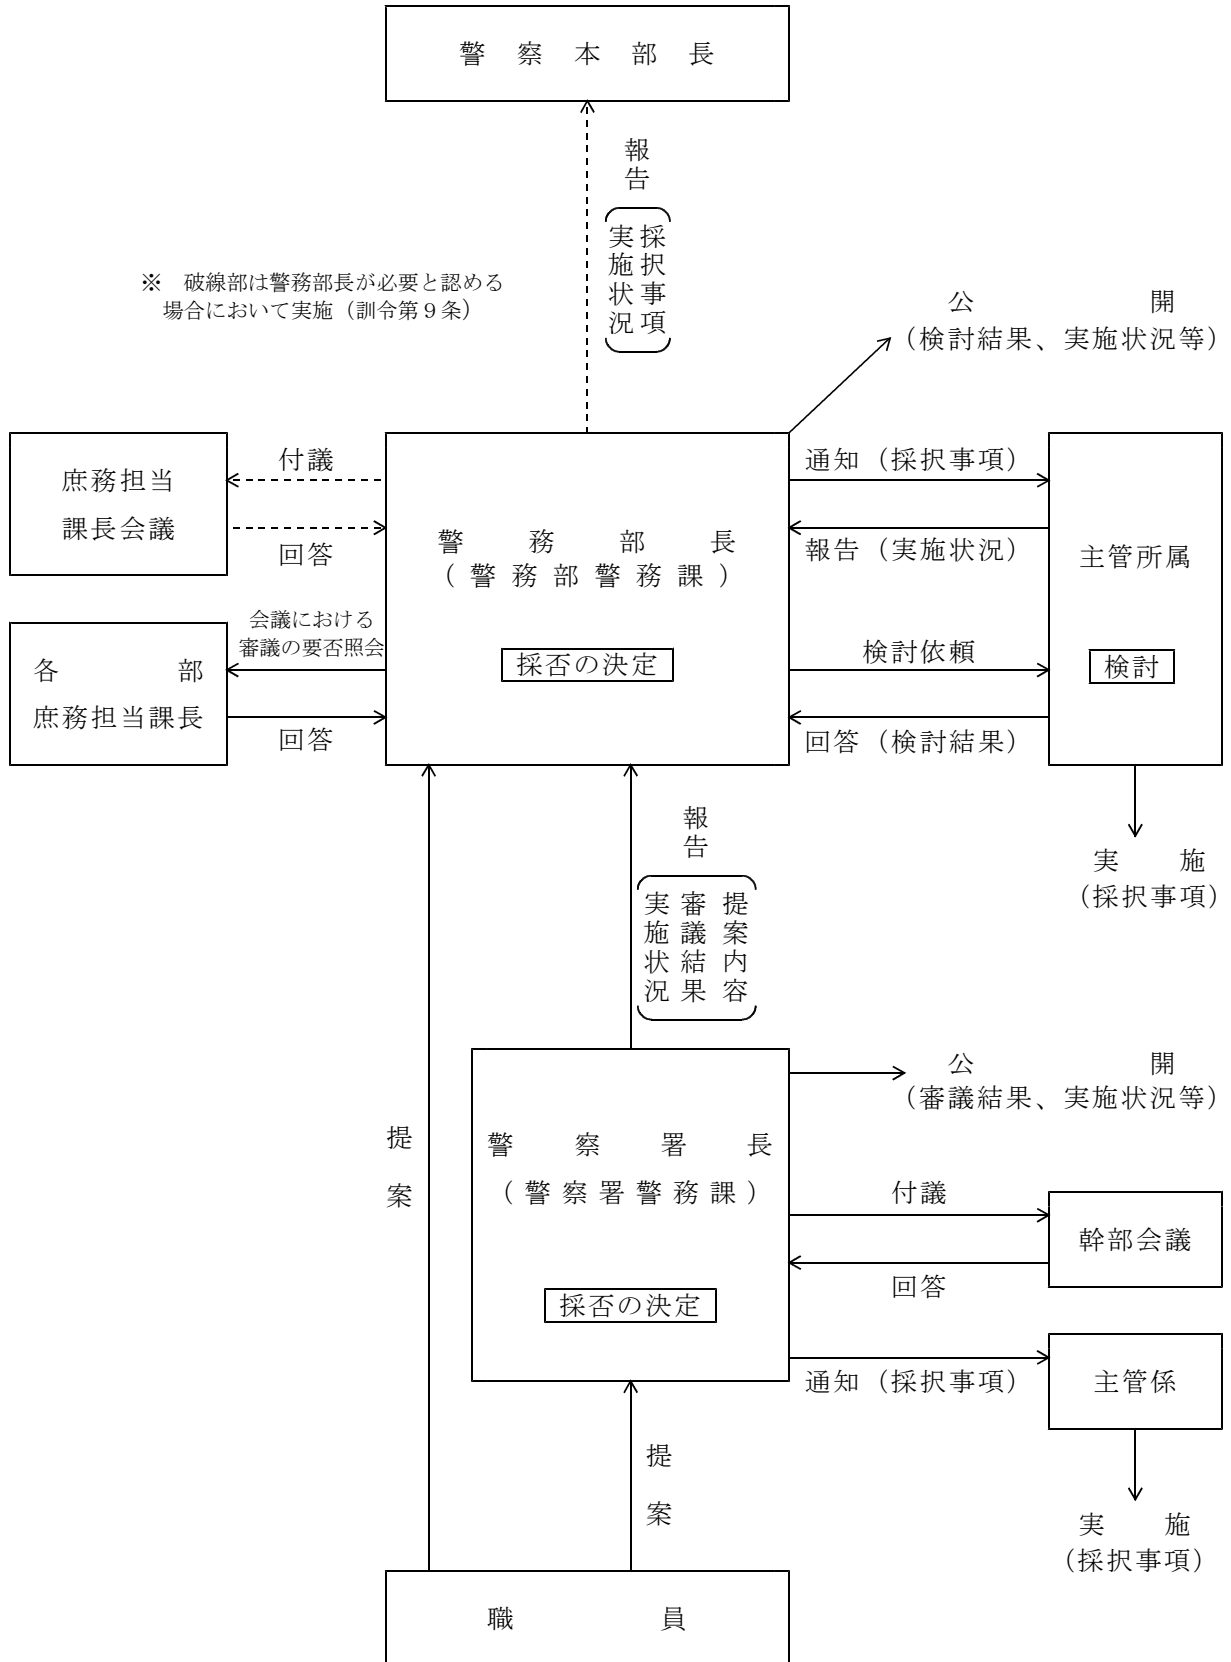 警察本部長
報告
採択事項
実施状況
※　破線部は警務部長が必要と認める
場合において実施（訓令第９条）
公開
（検討結果、実施状況等）
庶務担当
課長会議
付議
回答
警務部長
（警務部警務課）
採否の決定
通知（採択事項）
報告（実施状況）
主管所属
検討
検討依頼
回答（検討結果）
会議における
審議の要否照会
各部
庶務担当課長
回答
実施
（採択事項）
報告
提案内容
審議結果
実施状況
公開
（審議結果、実施状況等）
提案
警察署長
（警察署警務課）
採否の決定
付議
回答
幹部会議
通知（採択事項）
主管係
提案
実施
（採択事項）
職員